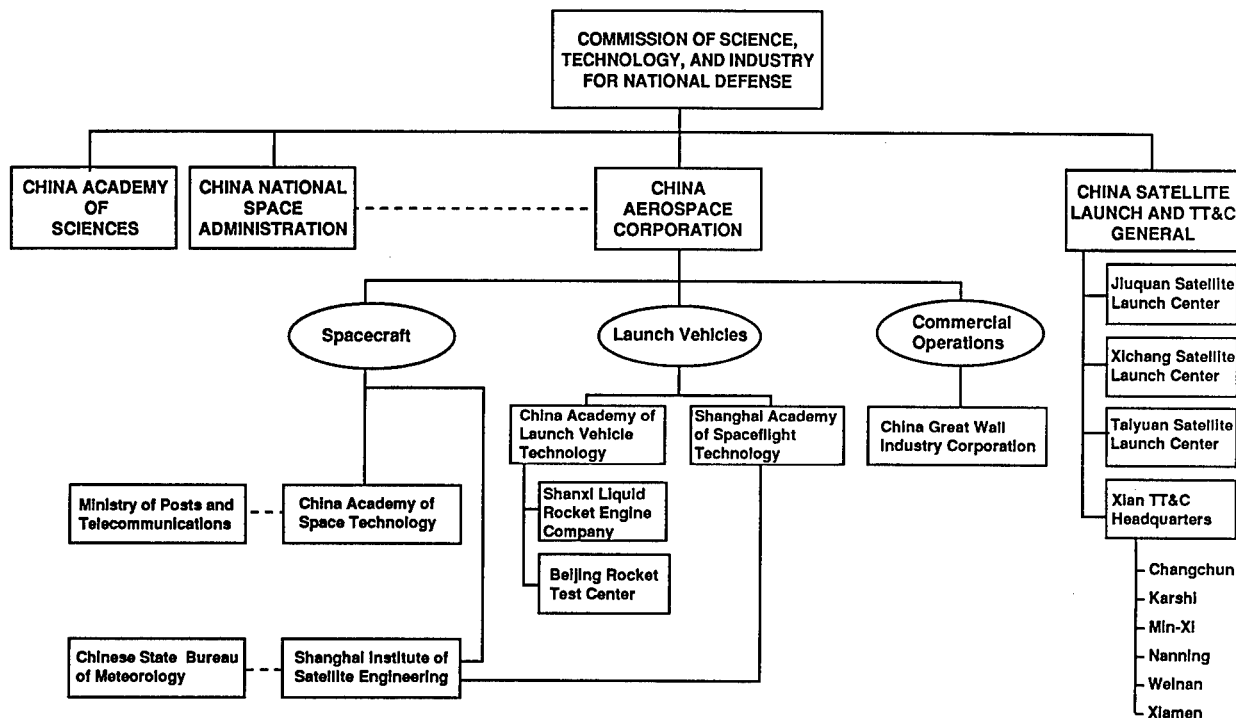 COMMISSION OF SCIENCE,
TECHNOLOGY, AND INDUSTRY
FOR NATIONAL DEFENSE
CHINA ACADEMY
OF
SCIENCES
CHINA NATIONAL
SPACE
ADMINISTRATION
CHINA
AEROSPACE
CORPORATION
CHINA SATELLITE
LAUNCH AND TT&C
GENERAL
Spacecraft
Launch Vehicles
Commercial
Operations
China Academy of
Launch Vehicle
Technology
Shanghai Academy
of Spaceflight
Technology
China Great Wall
Industry Corporation
Shanxi Liquid
Rocket Engine
Company
Beijing Rocket
Test Center
Ministry of Posts and
Telecommunications
China Academy of
Space Technology
Chinese State Bureau
of Meteorology
Shanghai Institute of
Satellite Engineering
Jiuquan Satellite
Launch Center
Xichang Satellite
Launch Center
Taiyuan Satellite
Launch Center
Xian TT&C
Headquarters
Changchun
Karshi
Min-Xi
Nanning
Weinan
Xiamen